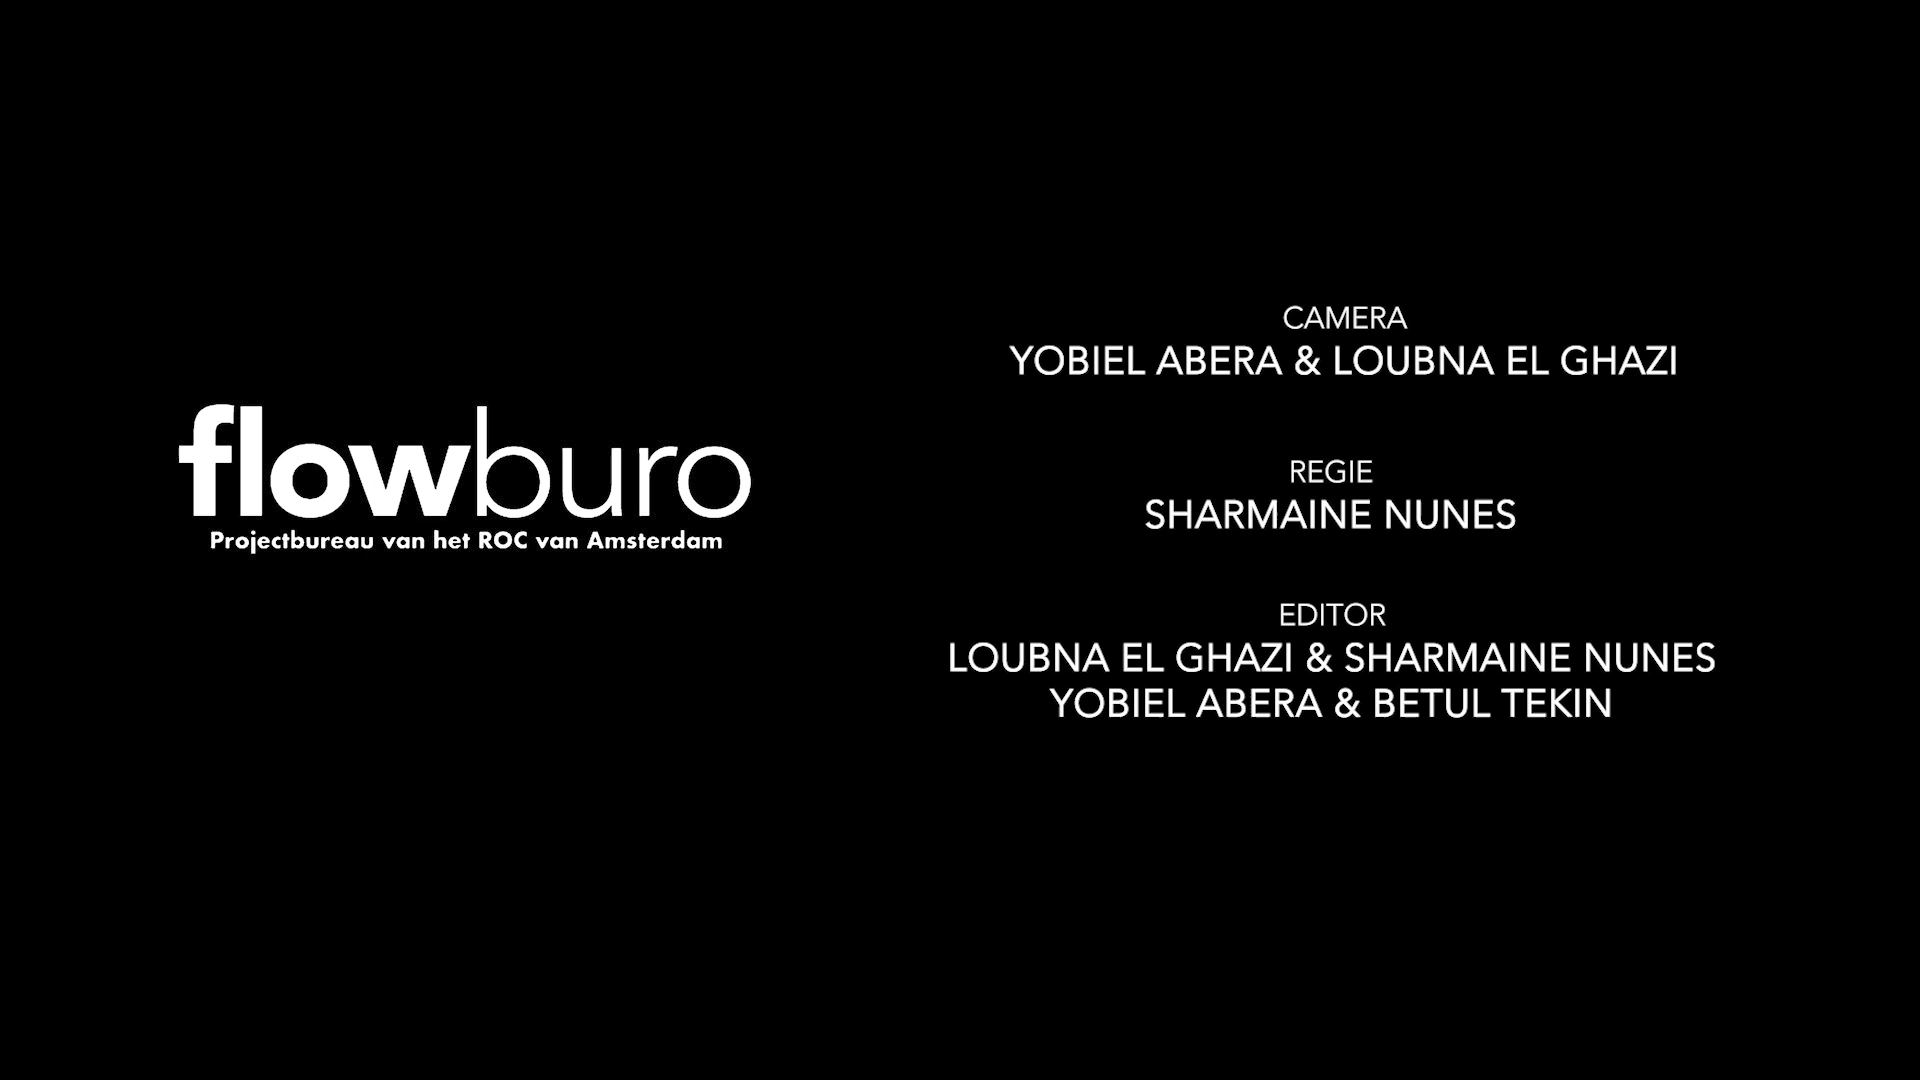 flowburo
Projectbureau van het ROC van Amsterdam
CAMERA
YOBIEL ABERA & LOUBNA EL GHAZI
REGIE
SHARMAINE NUNES
EDITOR
LOUBNA EL GHAZI & SHARMAINE NUNES
YOBIEL ABERA & BETUL TEKIN